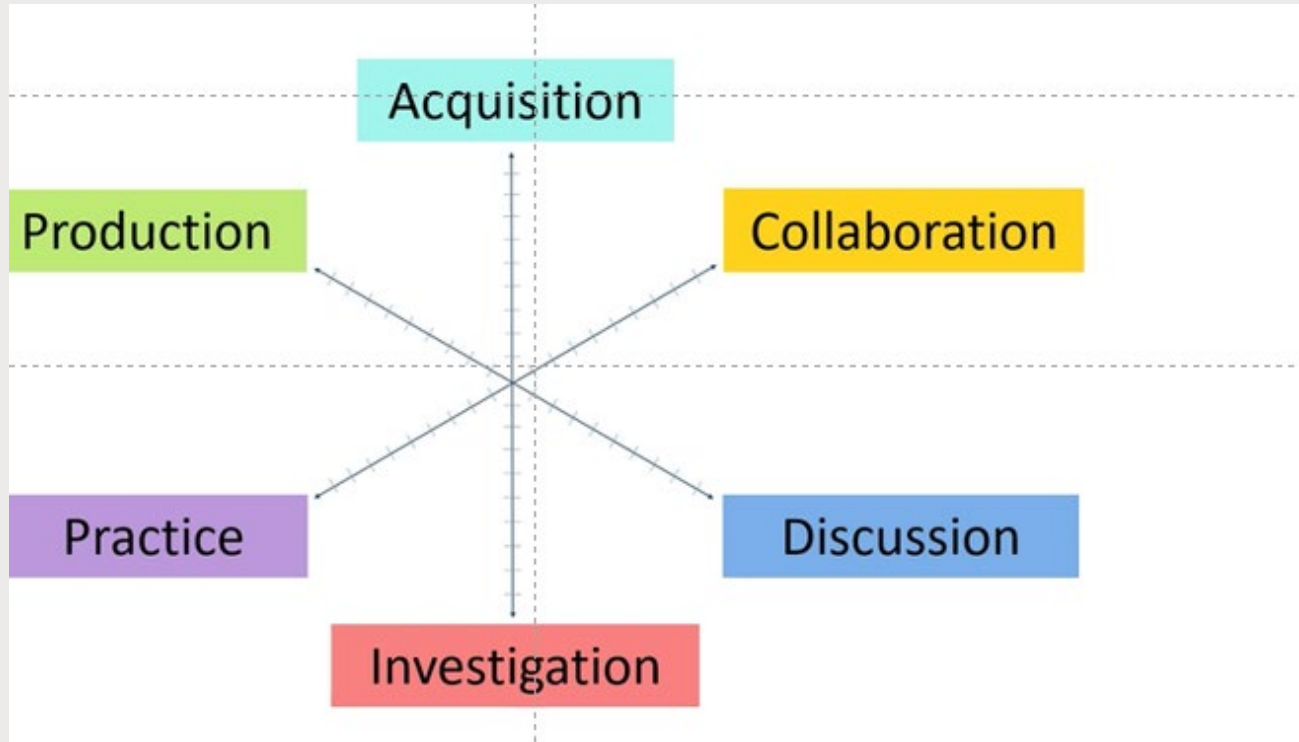 Acquisition
Production
Collaboration
Practice
Discussion
Investigation